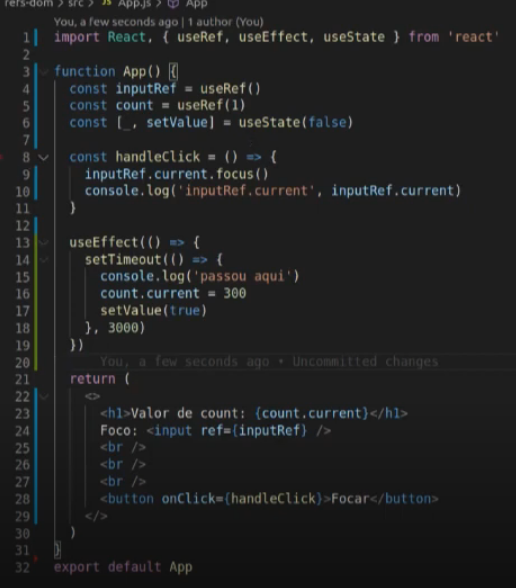 refs-dom > src > JS App.js > App
You, a few seconds ago | 1 author (You)
1 import React, { useRef, useEffect, useState } from 'react'
2
3 function App() {
4 const inputRef = useRef()
5 const count = useRef(1)
6 const [_, setValue] = useState(false)
7
8 const handleClick = () => {
9 inputRef.current.focus()
10 console.log('inputRef.current', inputRef.current)
11 }
12
13 useEffect(() => {
14 setTimeout(() => {
15 console.log('passou aqui')
16 count.current = 300
17 setValue(true)
18 }, 3000)
19 })
20 You, a few seconds ago • Uncommitted changes
21 return (
22 <>
23 <h1>Valor de count: {count.current}</h1>
24 Foco: <input ref={inputRef} />
25 <br />
26 <br />
27 <br />
28 <button onClick={handleClick}>Focar</button>
29 </>
30 )
31 }
32 export default App